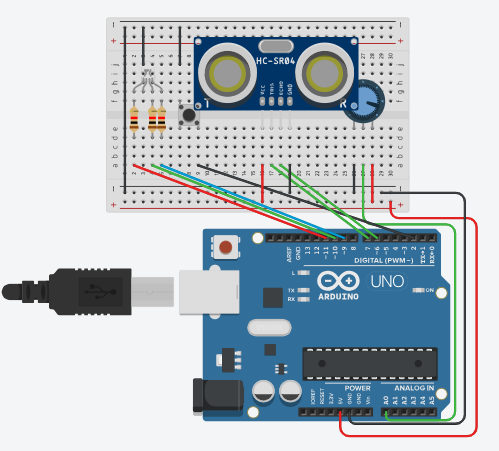 HC-SR04
VCC
TRIG
ECHO
GND
T
R
AREF
GND
13
12
~11
~10
~9
8
7
~6
~5
4
~3
2
TX→1
RX←0
DIGITAL (PWM~)
L
TX
RX
UNO
ARDUINO
ON
POWER
ANALOG IN
IOREF
RESET
3.3V
5V
GND
GND
Vin
A0
A1
A2
A3
A4
A5